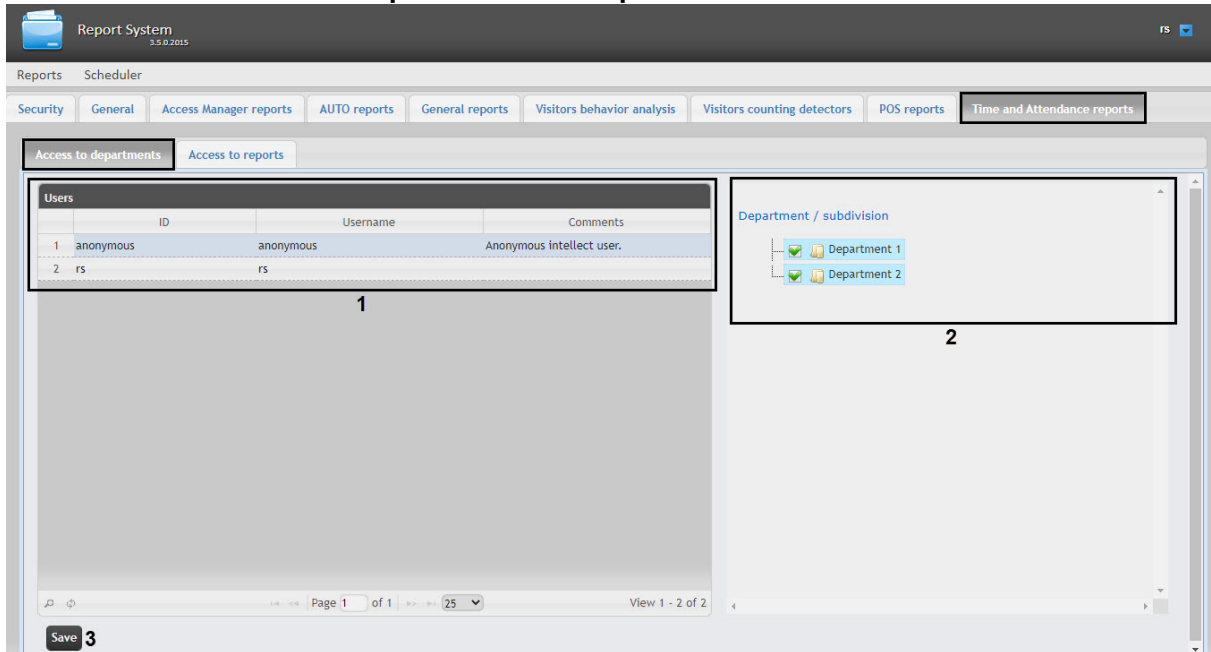 Report System
3.5.0.2015
rs
Reports Scheduler
Security General Access Manager reports AUTO reports General reports Visitors behavior analysis Visitors counting detectors POS reports Time and Attendance reports
Access to departments Access to reports
Users
ID Username Comments
1 anonymous anonymous Anonymous intellect user.
2 rs rs
1
Department / subdivision
Department 1
Department 2
2
Page 1 of 1 25 View 1 - 2 of 2
Save 3